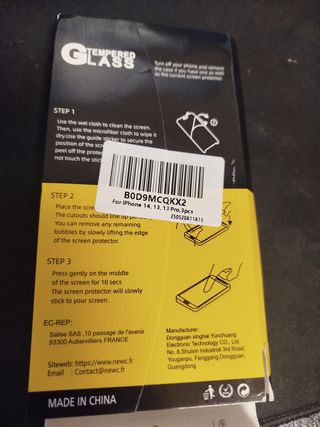 TEMPERED
GLASS
Turn off your phone and remove
the case if you have one as well
as the current screen protector.
STEP 1
Use the wet cloth to clean the screen.
Then, use the microfiber cloth to wipe it
dry.Use the guide sticker to secure the
position of the scre
peel off the protec
not touch the stick
B0D9MCQKX2
For iPhone 14, 13, 13 Pro,3pcs
250520A11A11
STEP 2
Place the scre
The cutouts should line up
You can remove any remaining
bubbles by slowly lifting the edge
of the screen protector.
STEP 3
Press gently on the middle
of the screen for 10 secs
The screen protector will slowly
stick to your screen.
EC-REP:
Salise SAS ,10 passage de l'avenir
93300 Aubervilliers FRANCE
Siteweb: https://www.newc.fr
Email : Contact@newc.fr
Manufacturer:
Dongguan xinghai Yunchuang
Electronic Technology CO., Ltd.
No. 8,Shuixin Industrial 3rd Road,
Youganpu, Fenggang,Dongguan,
Guangdong
MADE IN CHINA